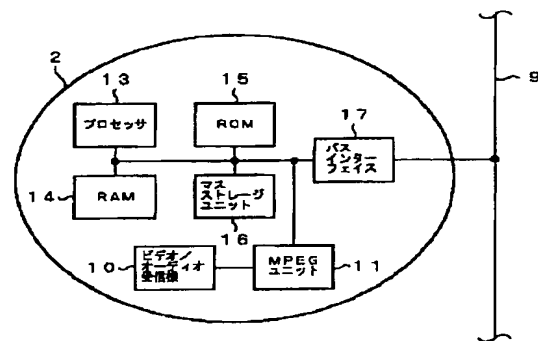 2
13
15
9
プロセッサ
ROM
17
バス
インター
フェイス
14
RAM
マス
ストレージ
ユニット
16
10
ビデオ/
オーディオ
受信機
MPEG
ユニット
11